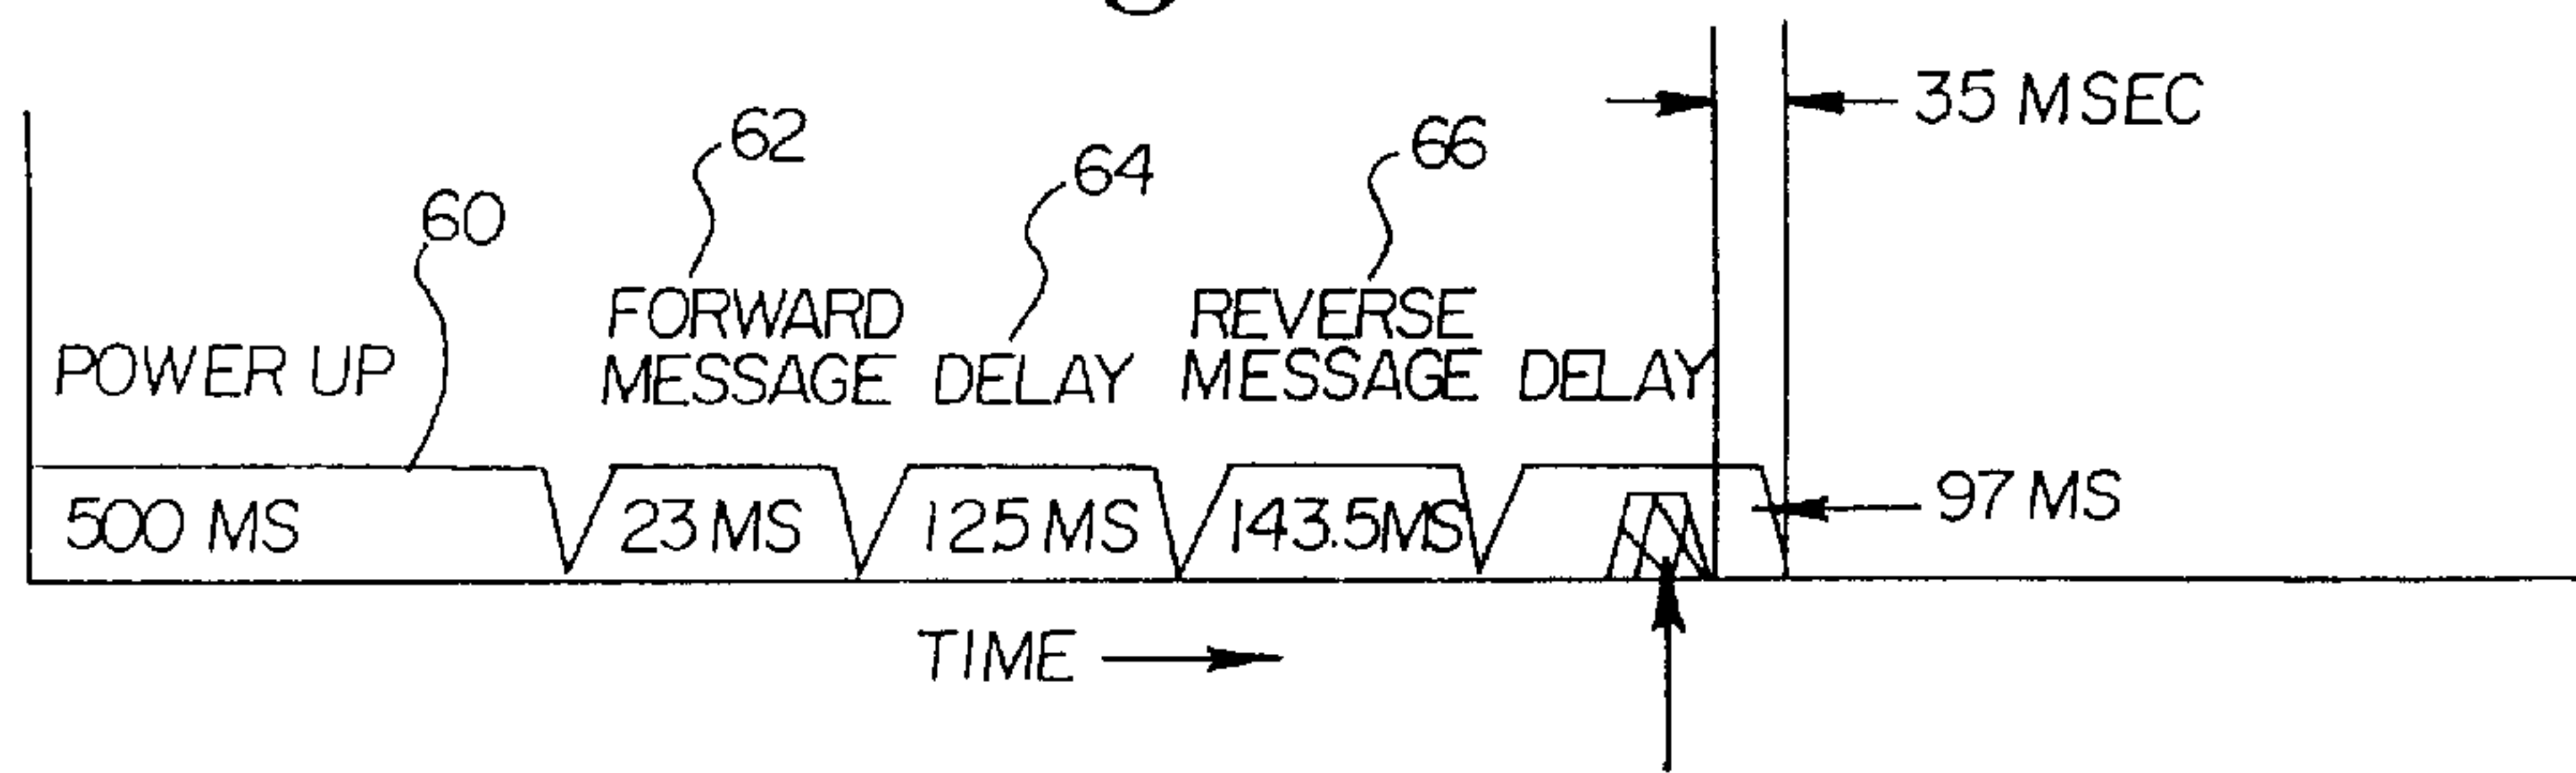 35 MSEC
62
66
64
60
FORWARD
MESSAGE
REVERSE
MESSAGE
POWER UP
DELAY
DELAY
500 MS
23 MS
125 MS
143.5MS
97 MS
TIME